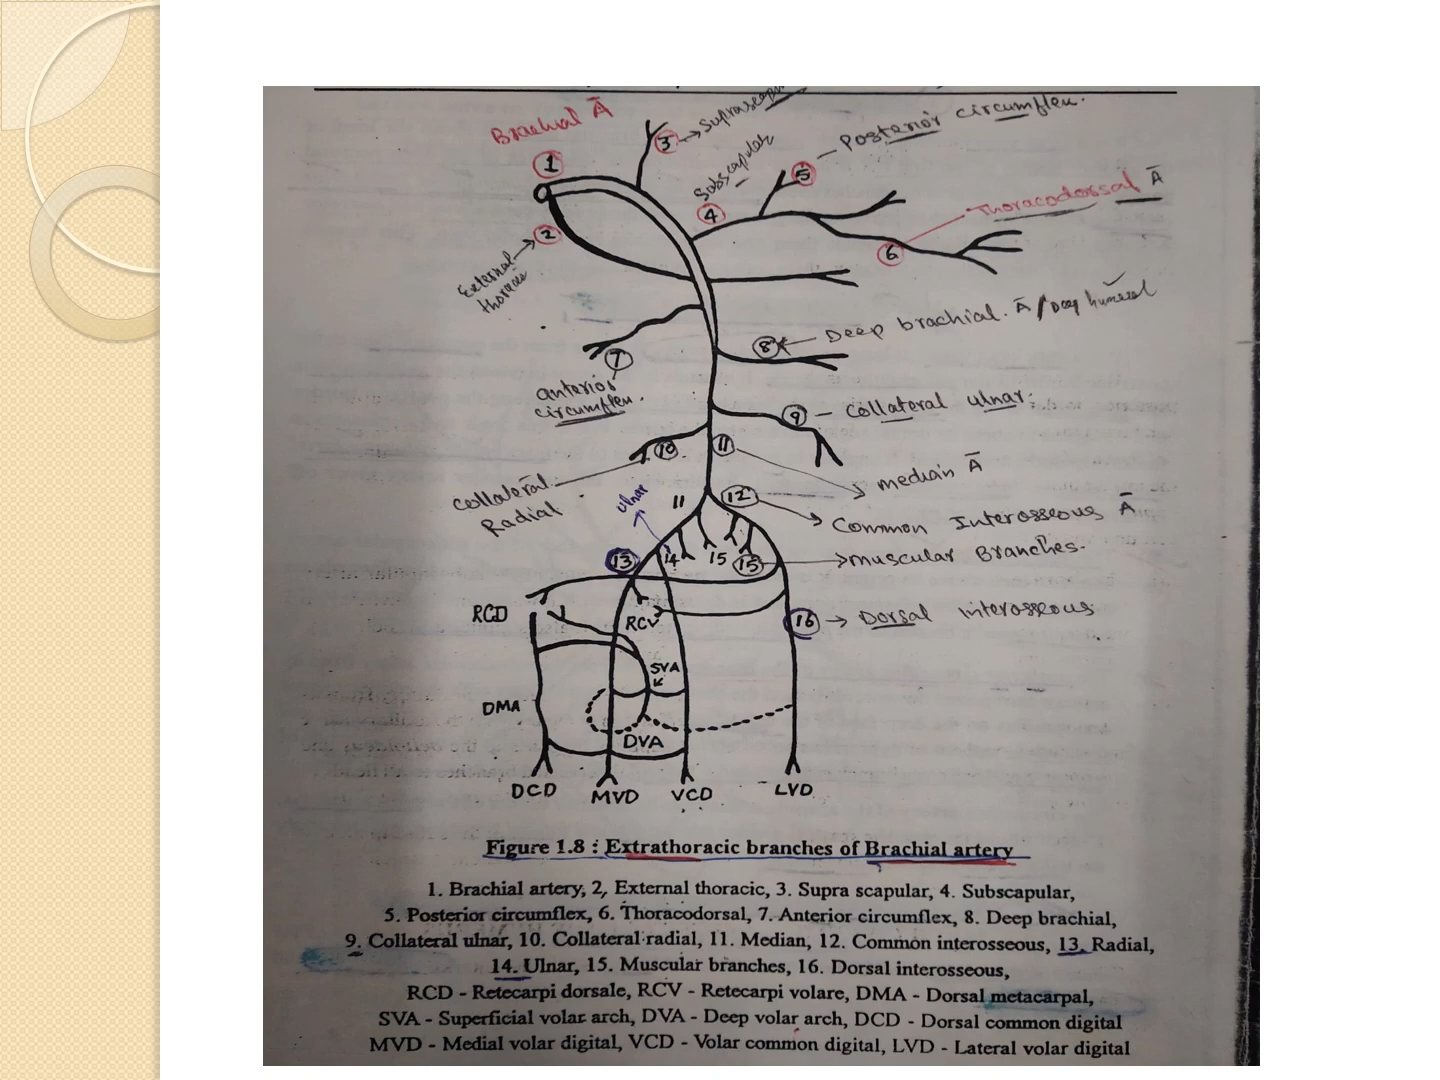 Brachial Ā
1
3 → Suprascapu
Subscapular
5 - Posterior circumflex.
4
Thoracodorsal Ā
2
6
External thoracic
Deep brachial. Ā / Deep humeral
8
7
anterior circumflex.
9 - Collateral ulnar.
10
11
median Ā
Collateral Radial
ulnar
11
12
Common Interosseous Ā
13
14
15
15
muscular Branches.
RCD
RCV
16 → Dorsal interosseous
SVA
DMA
DVA
DCD
MVD
VCD
LVD
Figure 1.8 : Extrathoracic branches of Brachial artery
1. Brachial artery, 2, External thoracic, 3. Supra scapular, 4. Subscapular,
5. Posterior circumflex, 6. Thoracodorsal, 7. Anterior circumflex, 8. Deep brachial,
9. Collateral ulnar, 10. Collateral radial, 11. Median, 12. Common interosseous, 13. Radial,
14. Ulnar, 15. Muscular branches, 16. Dorsal interosseous,
RCD - Retecarpi dorsale, RCV - Retecarpi volare, DMA - Dorsal metacarpal,
SVA - Superficial volar arch, DVA - Deep volar arch, DCD - Dorsal common digital
MVD - Medial volar digital, VCD - Volar common digital, LVD - Lateral volar digital